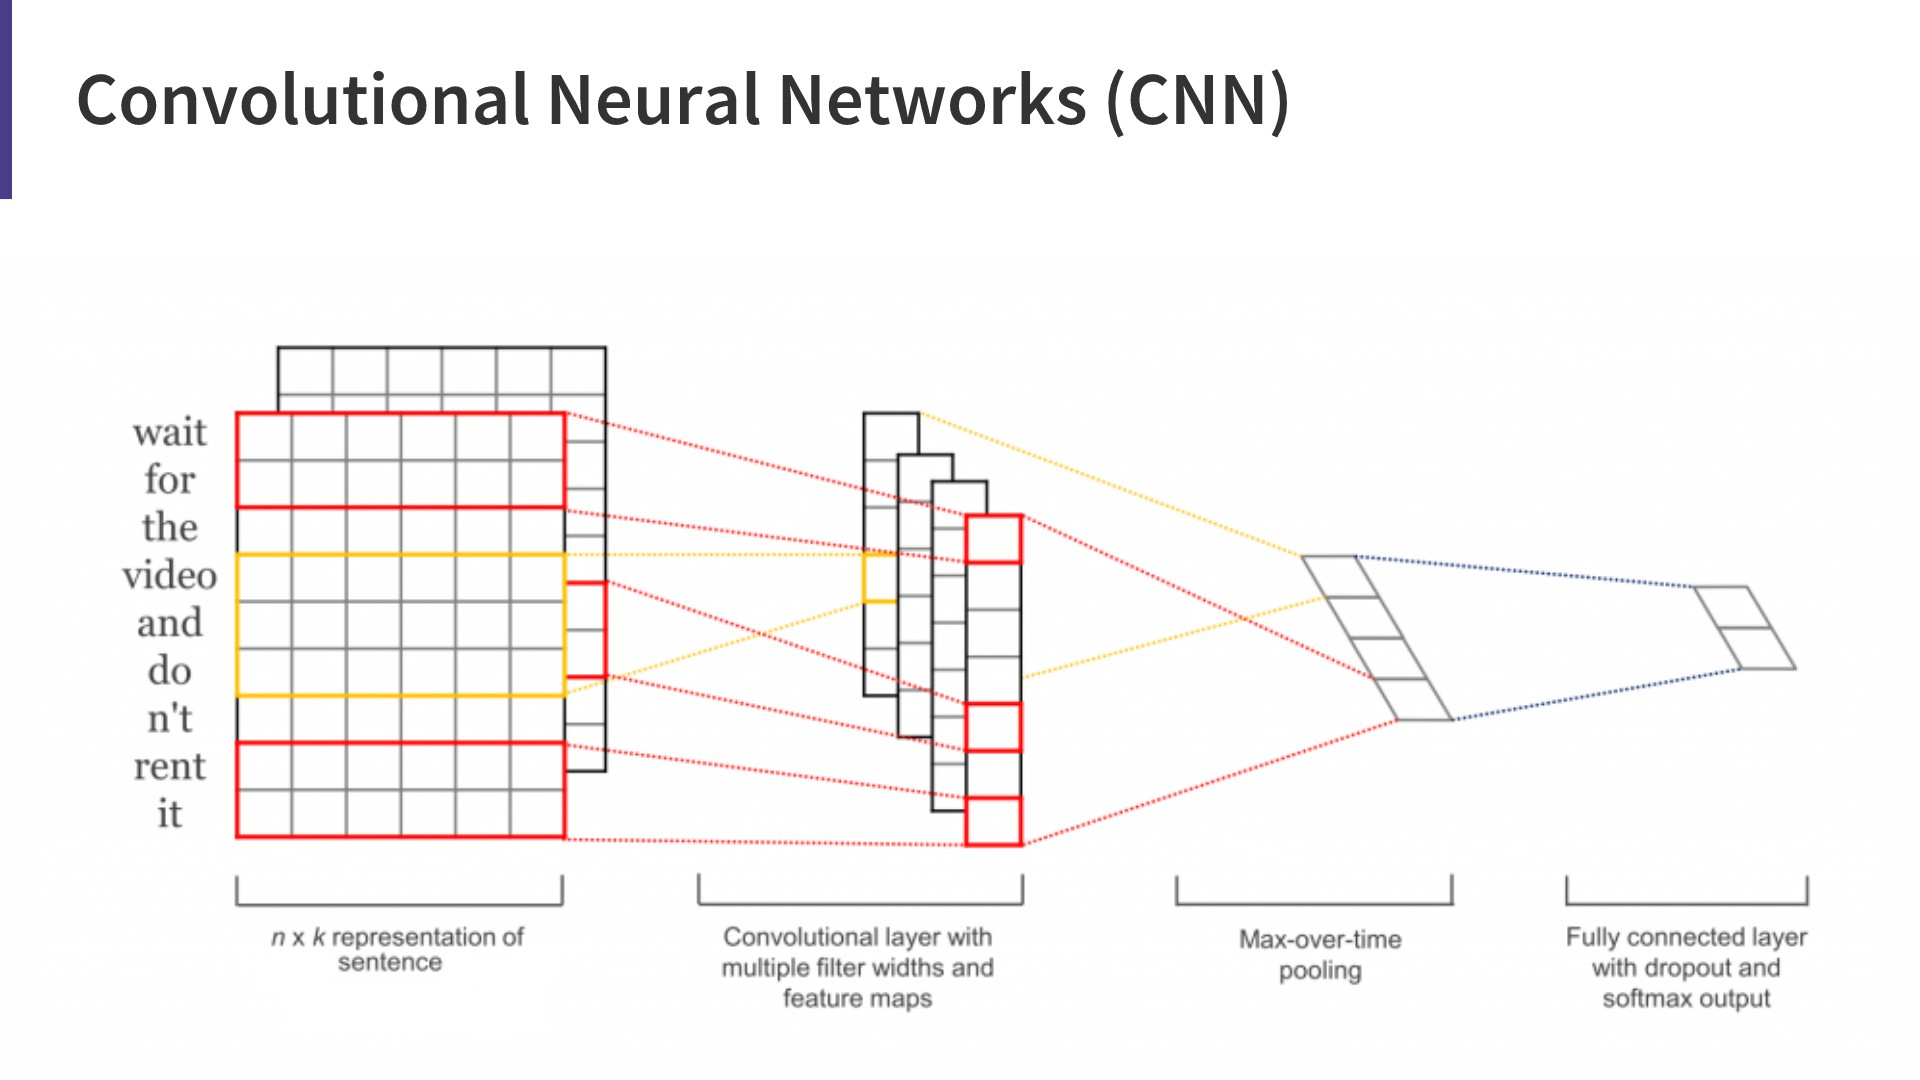 Convolutional Neural Networks (CNN)
wait
for
the
video
and
do
n't
rent
it
n x k representation of
sentence
Convolutional layer with
multiple filter widths and
feature maps
Max-over-time
pooling
Fully connected layer
with dropout and
softmax output